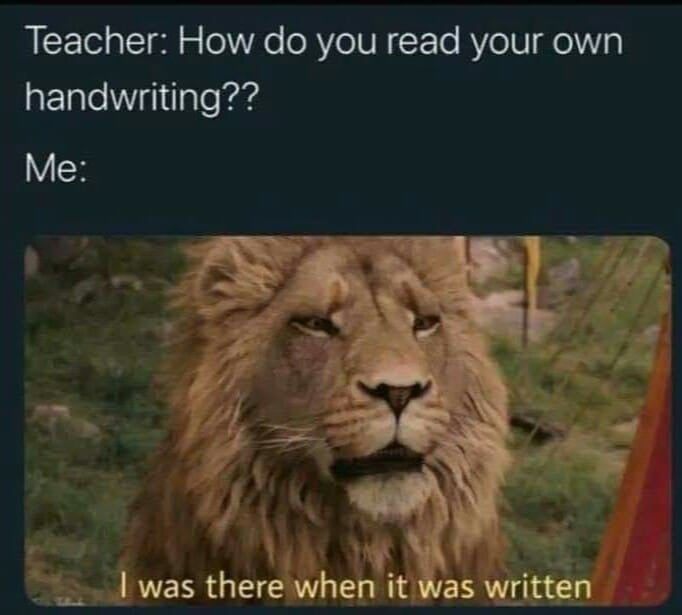 Teacher: How do you read your own
handwriting??
Me:
I was there when it was written